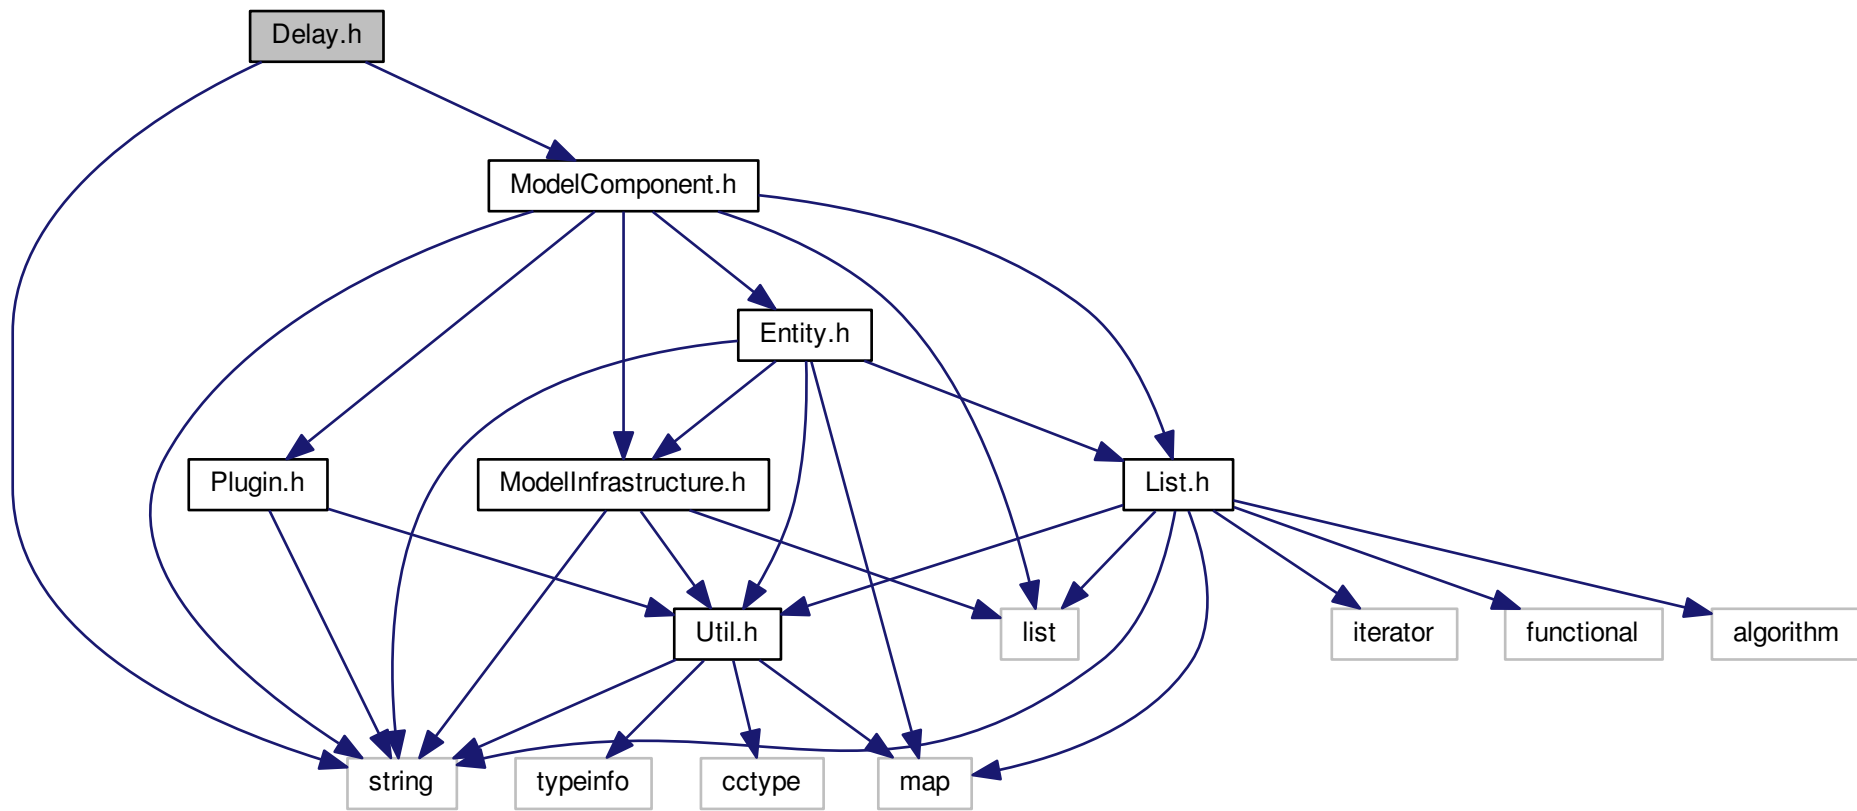 Delay.h
ModelComponent.h
Entity.h
Plugin.h
ModelInfrastructure.h
List.h
Util.h
list
iterator
functional
algorithm
string
typeinfo
cctype
map